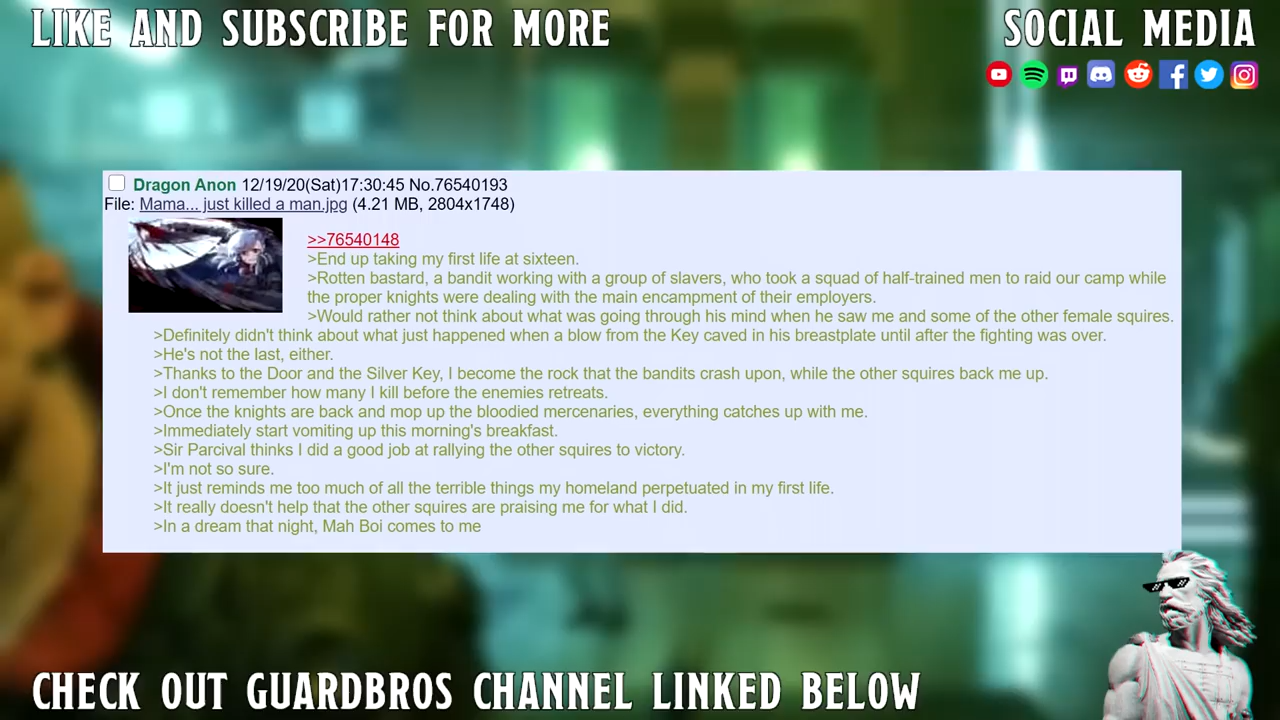 LIKE AND SUBSCRIBE FOR MORE
SOCIAL MEDIA
Dragon Anon 12/19/20(Sat)17:30:45 No.76540193
File: Mama... just killed a man.jpg (4.21 MB, 2804x1748)
>>76540148
>End up taking my first life at sixteen.
>Rotten bastard, a bandit working with a group of slavers, who took a squad of half-trained men to raid our camp while
the proper knights were dealing with the main encampment of their employers.
>Would rather not think about what was going through his mind when he saw me and some of the other female squires.
>Definitely didn't think about what just happened when a blow from the Key caved in his breastplate until after the fighting was over.
>He's not the last, either.
>Thanks to the Door and the Silver Key, I become the rock that the bandits crash upon, while the other squires back me up.
>I don't remember how many I kill before the enemies retreats.
>Once the knights are back and mop up the bloodied mercenaries, everything catches up with me.
>Immediately start vomiting up this morning's breakfast.
>Sir Parcival thinks I did a good job at rallying the other squires to victory.
>I'm not so sure.
>It just reminds me too much of all the terrible things my homeland perpetuated in my first life.
>It really doesn't help that the other squires are praising me for what I did.
>In a dream that night, Mah Boi comes to me
CHECK OUT GUARDBROS CHANNEL LINKED BELOW